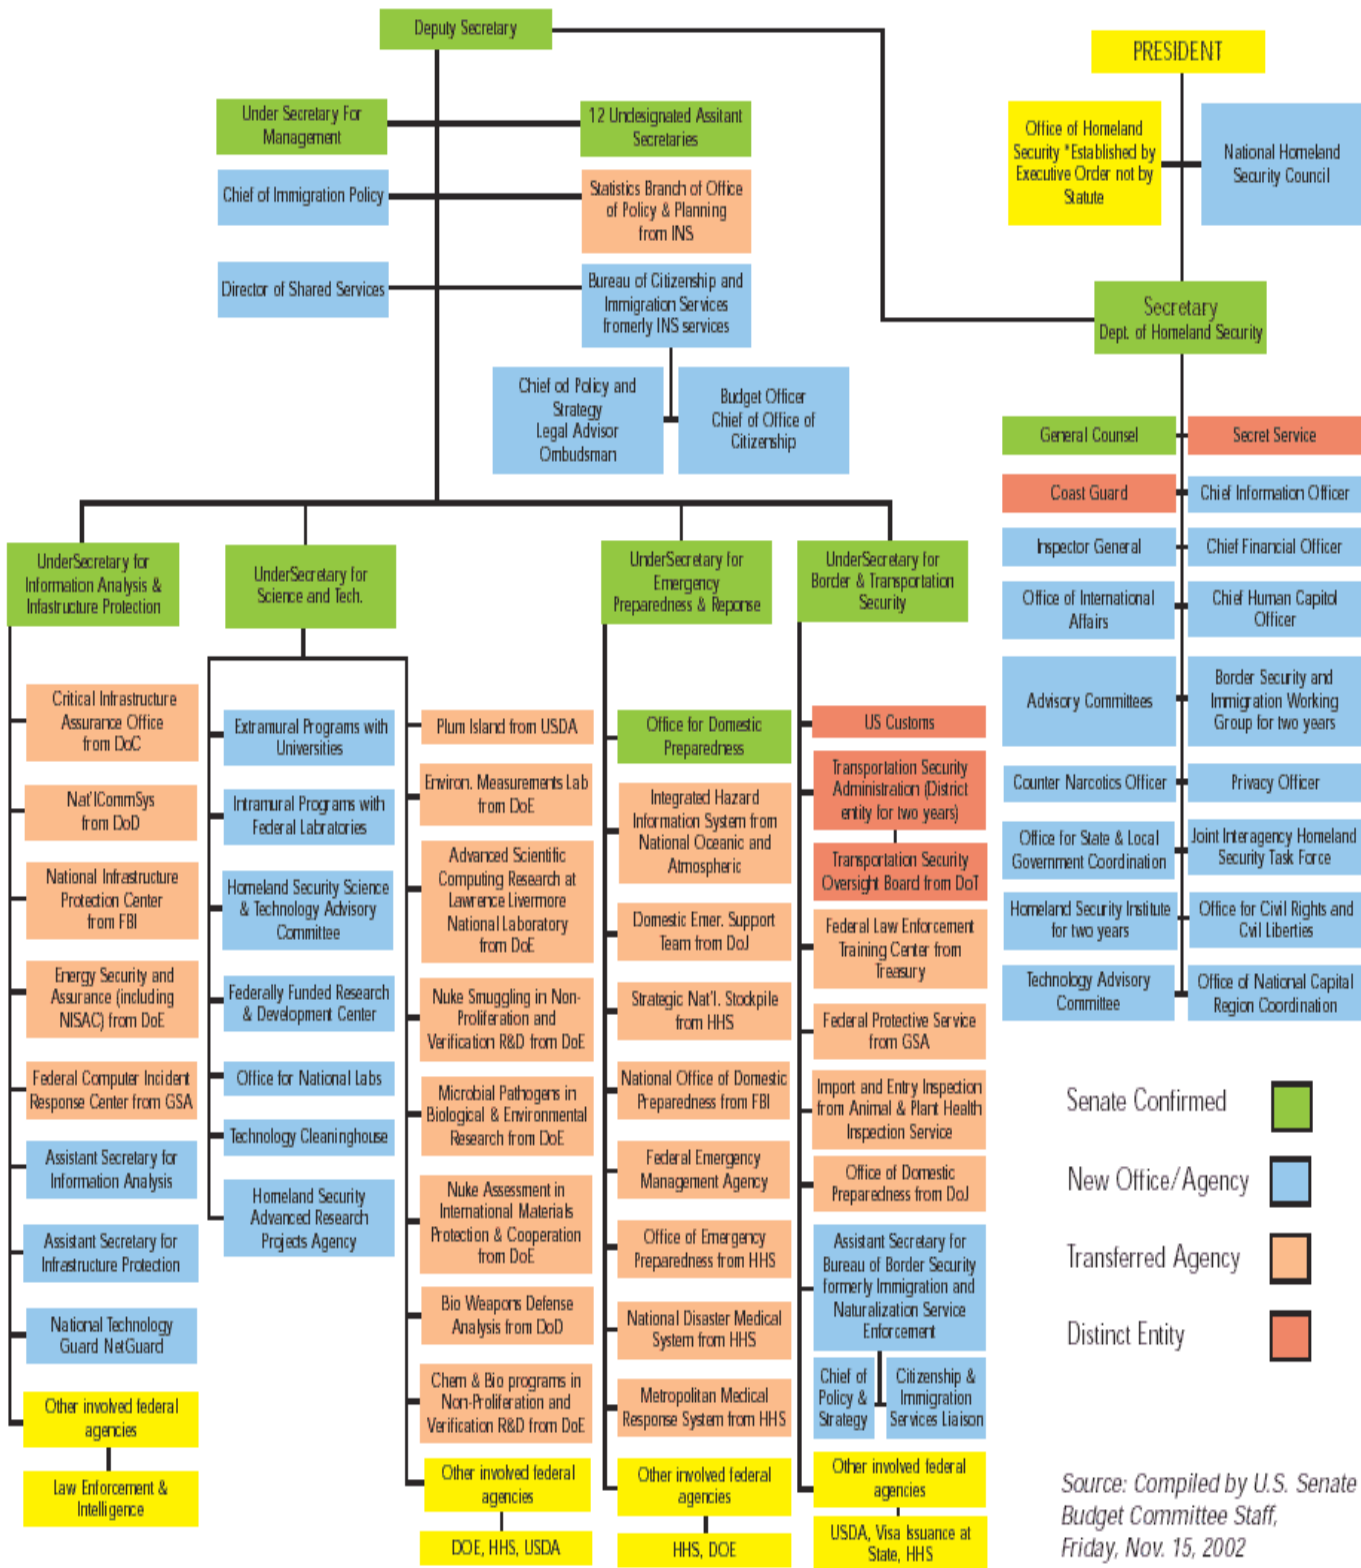 Deputy Secretary
PRESIDENT
Under Secretary For
Management
12 Undesignated Assitant
Secretaries
Office of Homeland
Security *Established by
Executive Order not by
Statute
National Homeland
Security Council
Chief of Immigration Policy
Statistics Branch of Office
of Policy & Planning
from INS
Director of Shared Services
Bureau of Citizenship and
Immigration Services
fromerly INS services
Secretary
Dept. of Homeland Security
Chief od Policy and
Strategy
Legal Advisor
Ombudsman
Budget Officer
Chief of Office of
Citizenship
General Counsel
Secret Service
Coast Guard
Chief Information Officer
Inspector General
Chief Financial Officer
Office of International
Affairs
Chief Human Capitol
Officer
Advisory Committees
Border Security and
Immigration Working
Group for two years
Counter Narcotics Officer
Privacy Officer
Office for State & Local
Government Coordination
Joint Interagency Homeland
Security Task Force
Homeland Security Institute
for two years
Office for Civil Rights and
Cvil Liberties
Technology Advisory
Committee
Office of National Capital
Region Coordination
UnderSecretary for
Information Analysis &
Infastructure Protection
Critical Infrastructure
Assurance Office
from DoC
Nat'lCommSys
from DoD
National Infrastructure
Protection Center
from FBI
Energy Security and
Assurance (including
NISAC) from DoE
Federal Computer Incident
Response Center from GSA
Assistant Secretary for
Information Analysis
Assistant Secretary for
Infrastructure Protection
National Technology
Guard NetGuard
Other involved federal
agencies
Law Enforcement &
Intelligence
UnderSecretary for
Science and Tech.
Extramural Programs with
Universities
Intramural Programs with
Federal Labratories
Homeland Security Science
& Technology Advisory
Committee
Federally Funded Research
& Development Center
Office for National Labs
Technology Cleaninghouse
Homeland Security
Advanced Research
Projects Agency
Plum Island from USDA
Environ. Measurements Lab
from DoE
Advanced Scientific
Computing Research at
Lawrence Livermore
National Laboratory
from DoE
Nuke Smuggling in Non-
Proliferation and
Verification R&D from DoE
Microbial Pathogens in
Biological & Environmental
Research from DoE
Nuke Assessment in
International Materials
Protection & Cooperation
from DoE
Bio Weapons Defense
Analysis from DoD
Chem & Bio programs in
Non-Proliferation and
Verification R&D from DoE
Other involved federal
agencies
DOE, HHS, USDA
UnderSecretary for
Emergency
Preparedness & Reponse
Office for Domestic
Preparedness
Integrated Hazard
Information System from
National Oceanic and
Atmospheric
Domestic Emer. Support
Team from DoJ
Strategic Nat'l. Stockpile
from HHS
National Office of Domestic
Preparedness from FBI
Federal Emergency
Management Agency
Office of Emergency
Preparedness from HHS
National Disaster Medical
System from HHS
Metropolitan Medical
Response System from HHS
Other involved federal
agencies
HHS, DOE
UnderSecretary for
Border & Transportation
Security
US Customs
Transportation Security
Administration (District
entity for two years)
Transportation Security
Oversight Board from DoT
Federal Law Enforcement
Training Center from
Treasury
Federal Protective Service
from GSA
Import and Entry Inspection
from Animal & Plant Health
Inspection Service
Office of Domestic
Preparedness from DoJ
Assistant Secretary for
Bureau of Border Security
formerly Immigration and
Naturalization Service
Enforcement
Chief of
Policy &
Strategy
Citizenship &
Immigration
Services Liaison
Other involved federal
agencies
USDA, Visa Issuance at
State, HHS
Senate Confirmed
New Office/Agency
Transferred Agency
Distinct Entity
Source: Compiled by U.S. Senate
Budget Committee Staff,
Friday, Nov. 15, 2002